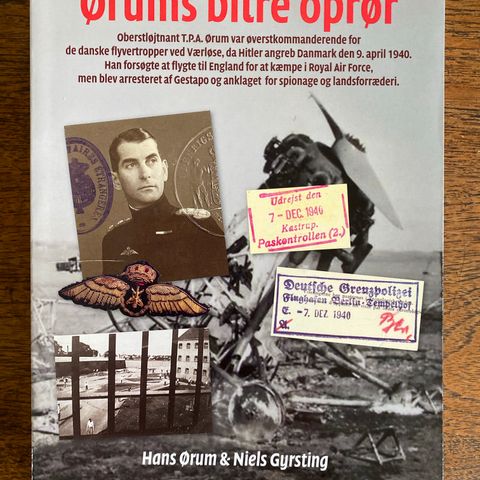 Ørums bitre oprør
Oberstløjtnant T.P.A. Ørum var øverstkommanderende for
de danske flyvertropper ved Værløse, da Hitler angreb Danmark den 9. april 1940.
Han forsøgte at flygte til England for at kæmpe i Royal Air Force,
men blev arresteret af Gestapo og anklaget for spionage og landsforræderi.
Udrejst den
7 - DEC. 1940
Kastrup.
Paskontrollen (2.)
Deutsche Grenzpolizei
Flughafen Berlin-Tempelhof
E. - 7. DEZ. 1940
A.
Hans Ørum & Niels Gyrsting